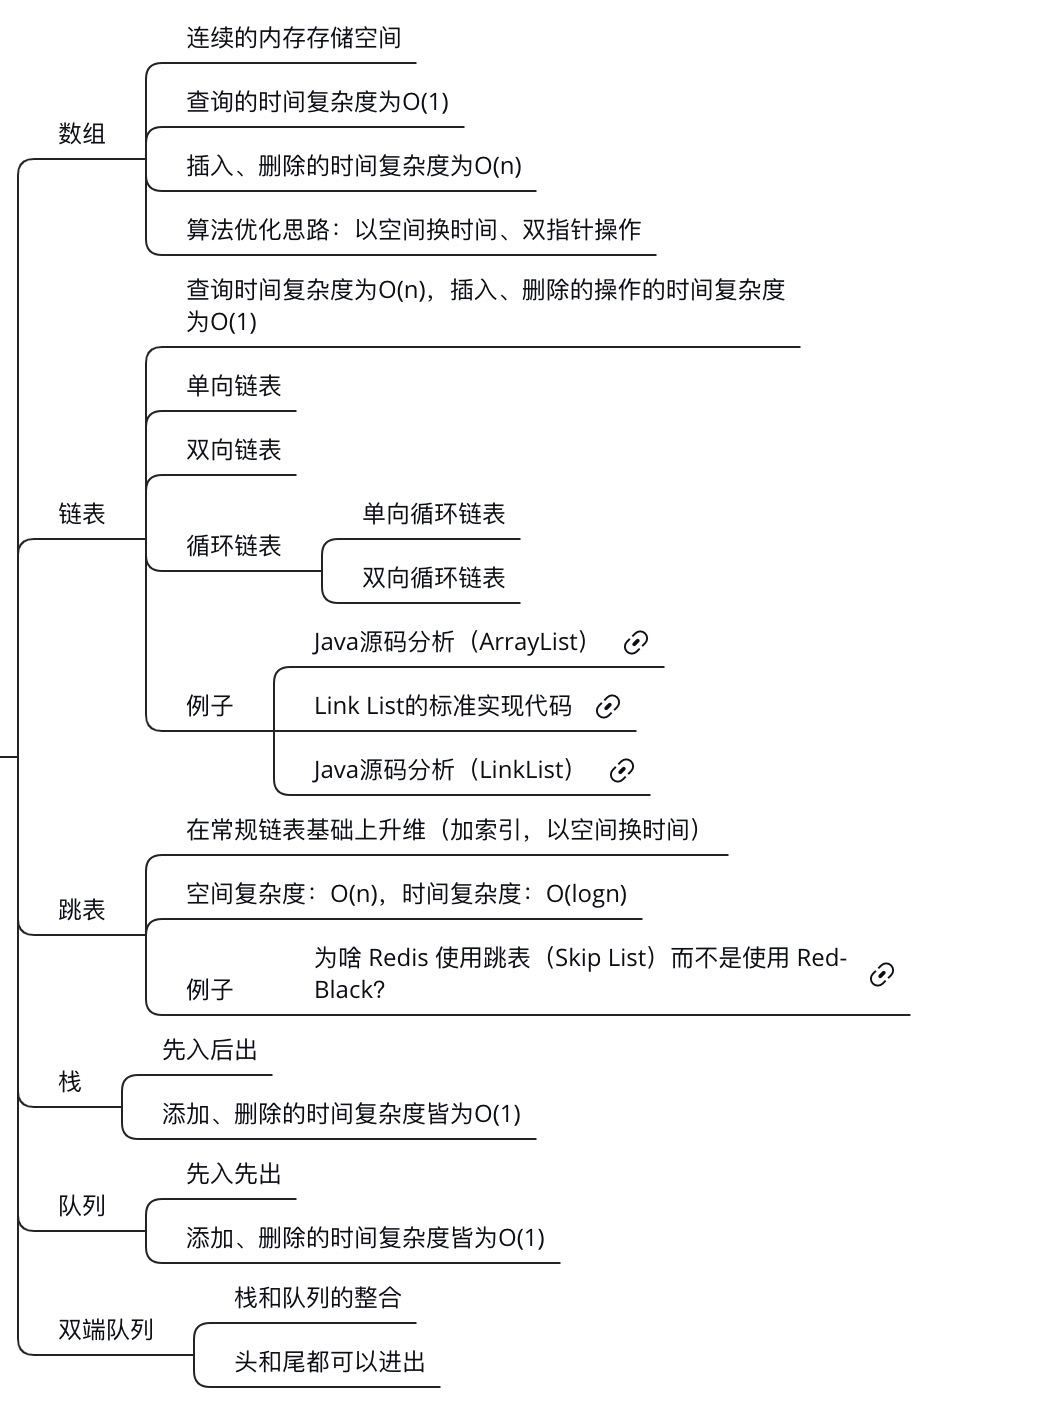 数组
连续的内存存储空间
查询的时间复杂度为O(1)
插入、删除的时间复杂度为O(n)
算法优化思路：以空间换时间、双指针操作
链表
查询时间复杂度为O(n)，插入、删除的操作的时间复杂度
为O(1)
单向链表
双向链表
循环链表
单向循环链表
双向循环链表
例子
Java源码分析（ArrayList）
Link List的标准实现代码
Java源码分析（LinkList）
跳表
在常规链表基础上升维（加索引，以空间换时间）
空间复杂度：O(n)，时间复杂度：O(logn)
例子
为啥 Redis 使用跳表（Skip List）而不是使用 Red-
Black？
栈
先入后出
添加、删除的时间复杂度皆为O(1)
队列
先入先出
添加、删除的时间复杂度皆为O(1)
双端队列
栈和队列的整合
头和尾都可以进出